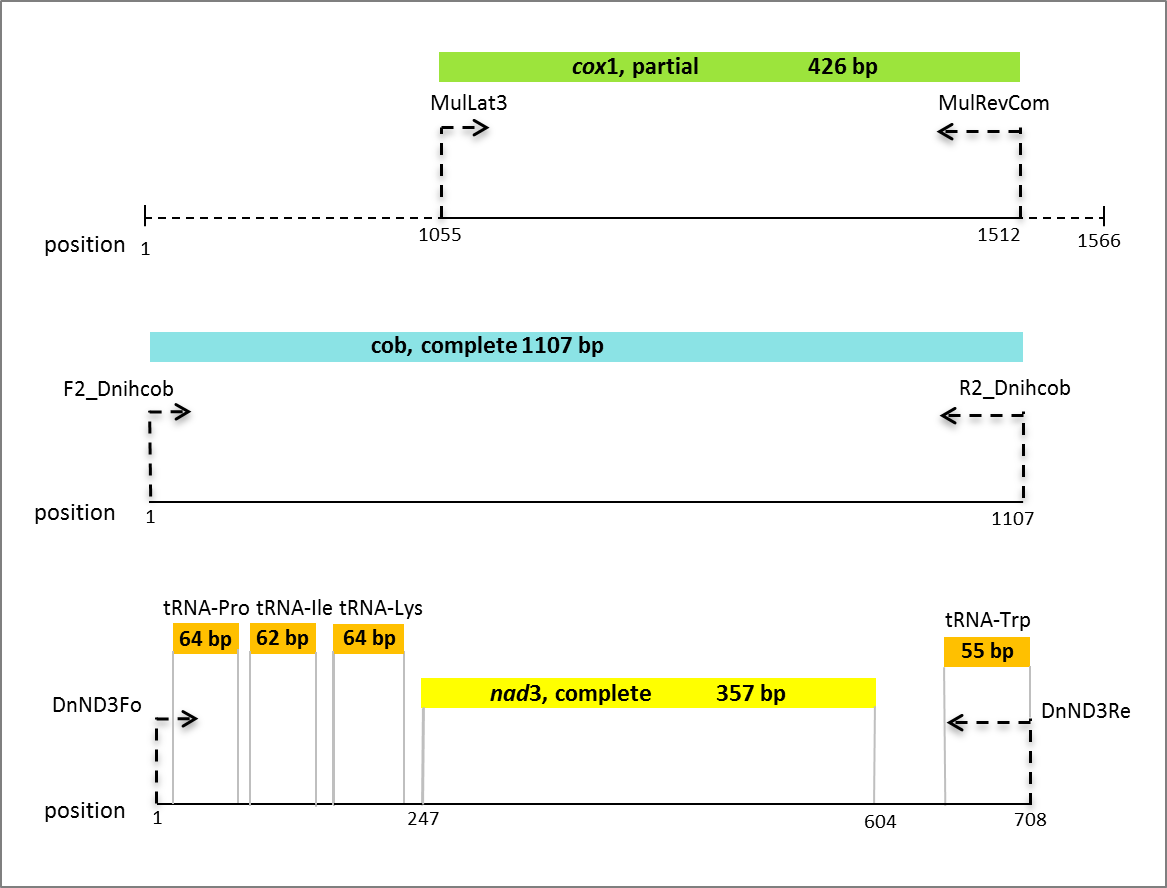 cox1, partial 426 bp
MulLat3 MulRevCom
position 1 1055 1512 1566
cob, complete 1107 bp
F2_Dnihcob R2_Dnihcob
position 1 1107
tRNA-Pro tRNA-Ile tRNA-Lys tRNA-Trp
64 bp 62 bp 64 bp 55 bp
nad3, complete 357 bp
DnND3Fo DnND3Re
position 1 247 604 708